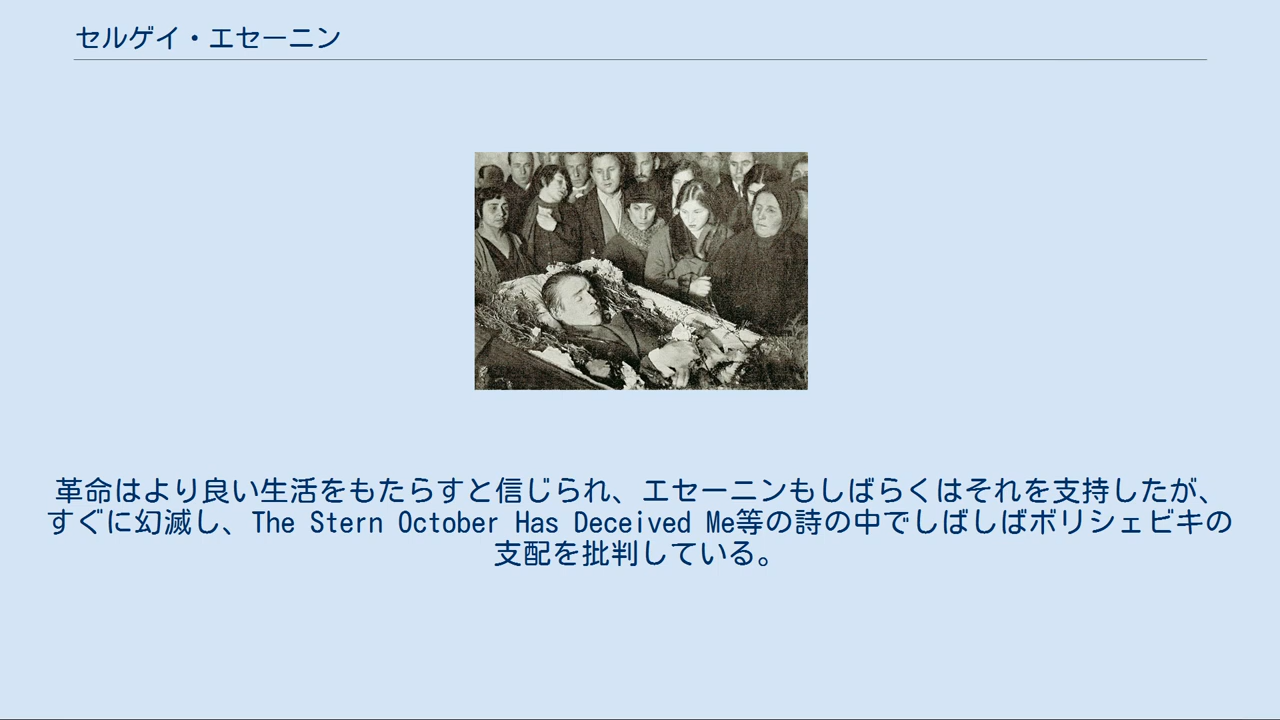 セルゲイ・エセーニン
革命はより良い生活をもたらすと信じられ、エセーニンもしばらくはそれを支持したが、
すぐに幻滅し、The Stern October Has Deceived Me等の詩の中でしばしばボリシェビキの
支配を批判している。